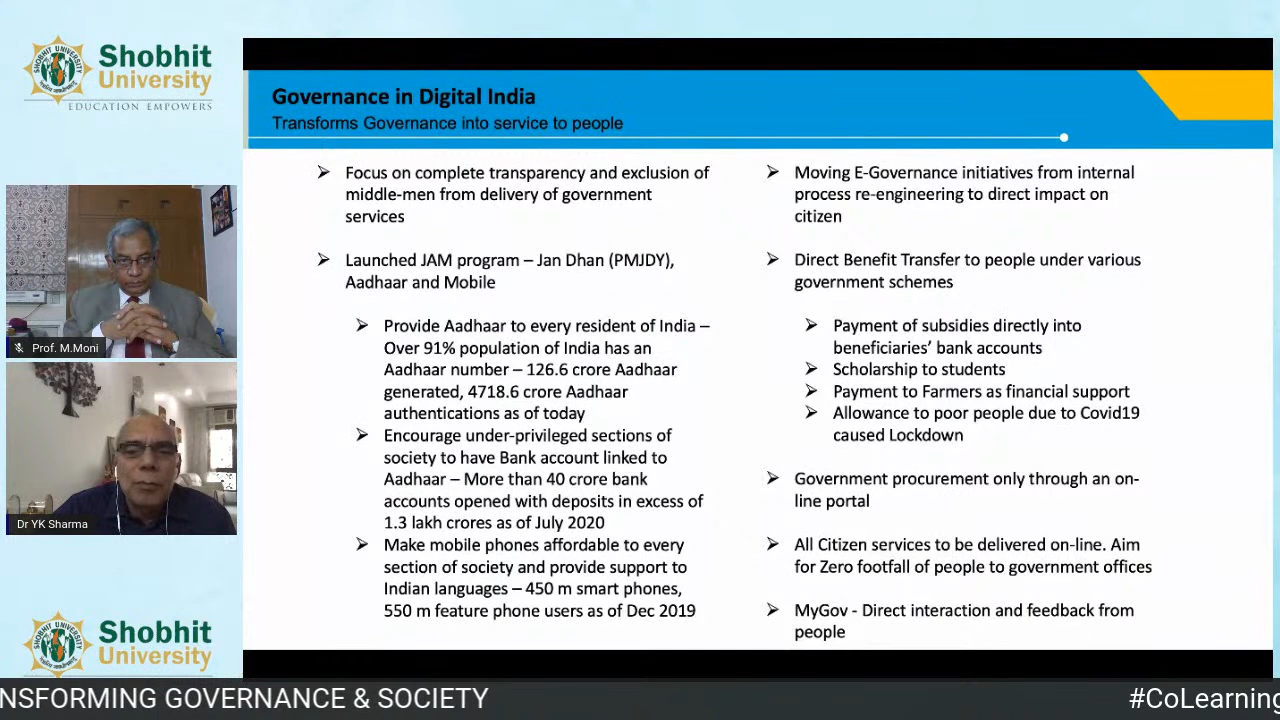 Shobhit
University
EDUCATION EMPOWERS
Governance in Digital India
Transforms Governance into service to people
➢ Focus on complete transparency and exclusion of
middle-men from delivery of government
services
➢ Launched JAM program – Jan Dhan (PMJDY),
Aadhaar and Mobile
➢ Provide Aadhaar to every resident of India –
Over 91% population of India has an
Aadhaar number – 126.6 crore Aadhaar
generated, 4718.6 crore Aadhaar
authentications as of today
➢ Encourage under-privileged sections of
society to have Bank account linked to
Aadhaar – More than 40 crore bank
accounts opened with deposits in excess of
1.3 lakh crores as of July 2020
➢ Make mobile phones affordable to every
section of society and provide support to
Indian languages – 450 m smart phones,
550 m feature phone users as of Dec 2019
➢ Moving E-Governance initiatives from internal
process re-engineering to direct impact on
citizen
➢ Direct Benefit Transfer to people under various
government schemes
➢ Payment of subsidies directly into
beneficiaries’ bank accounts
➢ Scholarship to students
➢ Payment to Farmers as financial support
➢ Allowance to poor people due to Covid19
caused Lockdown
➢ Government procurement only through an on-
line portal
➢ All Citizen services to be delivered on-line. Aim
for Zero footfall of people to government offices
➢ MyGov - Direct interaction and feedback from
people
Prof. M.Moni
Dr YK Sharma
Shobhit
University
NSFORMING GOVERNANCE & SOCIETY
#CoLearning